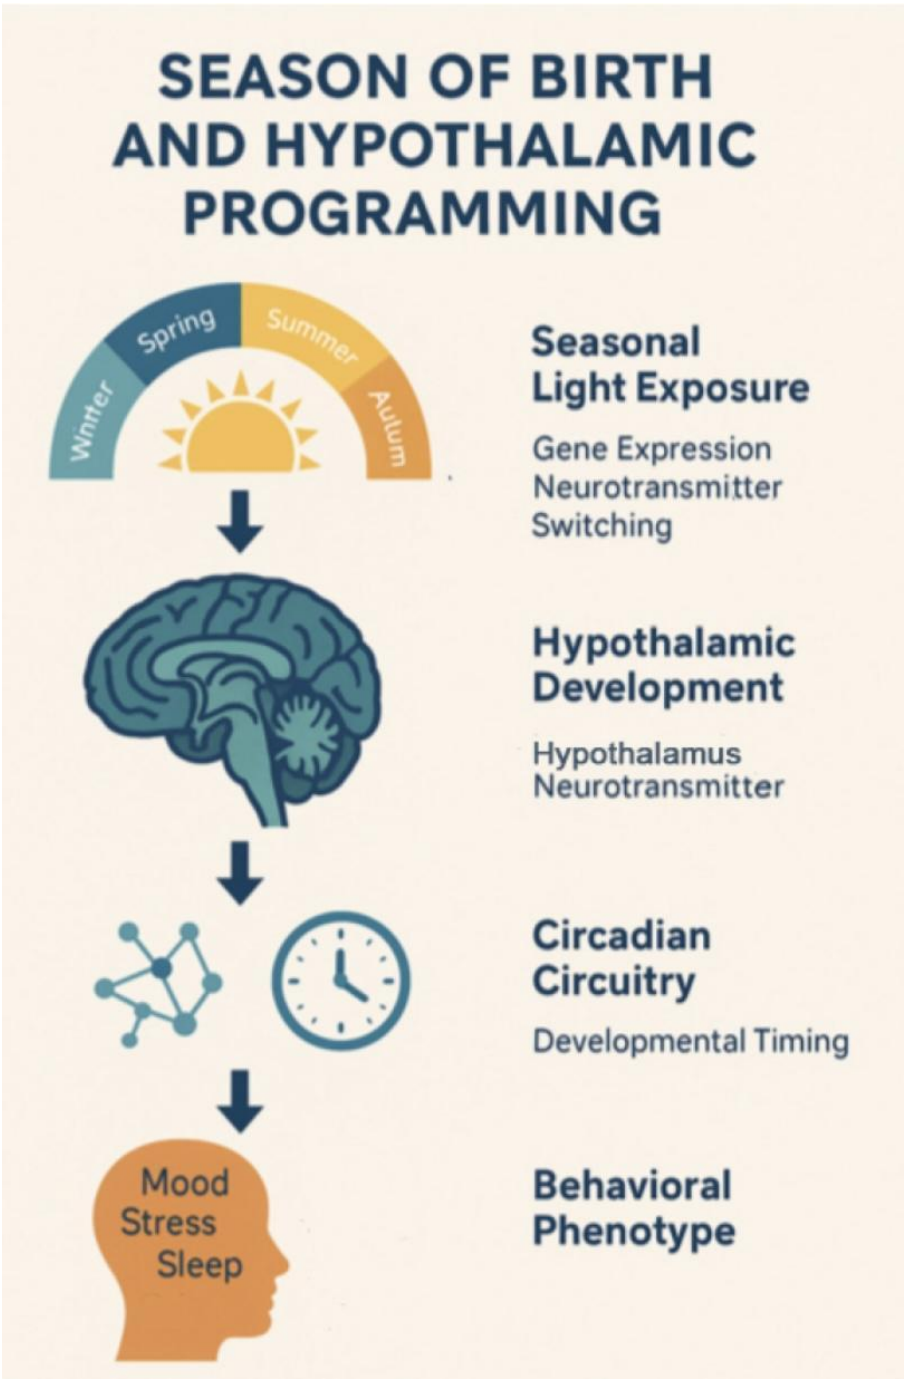 SEASON OF BIRTH
AND HYPOTHALAMIC
PROGRAMMING
Winter
Spring
Summer
Autum
Seasonal
Light Exposure
Gene Expression
Neurotransmitter
Switching
Hypothalamic
Development
Hypothalamus
Neurotransmitter
Circadian
Circuitry
Developmental Timing
Mood
Stress
Sleep
Behavioral
Phenotype